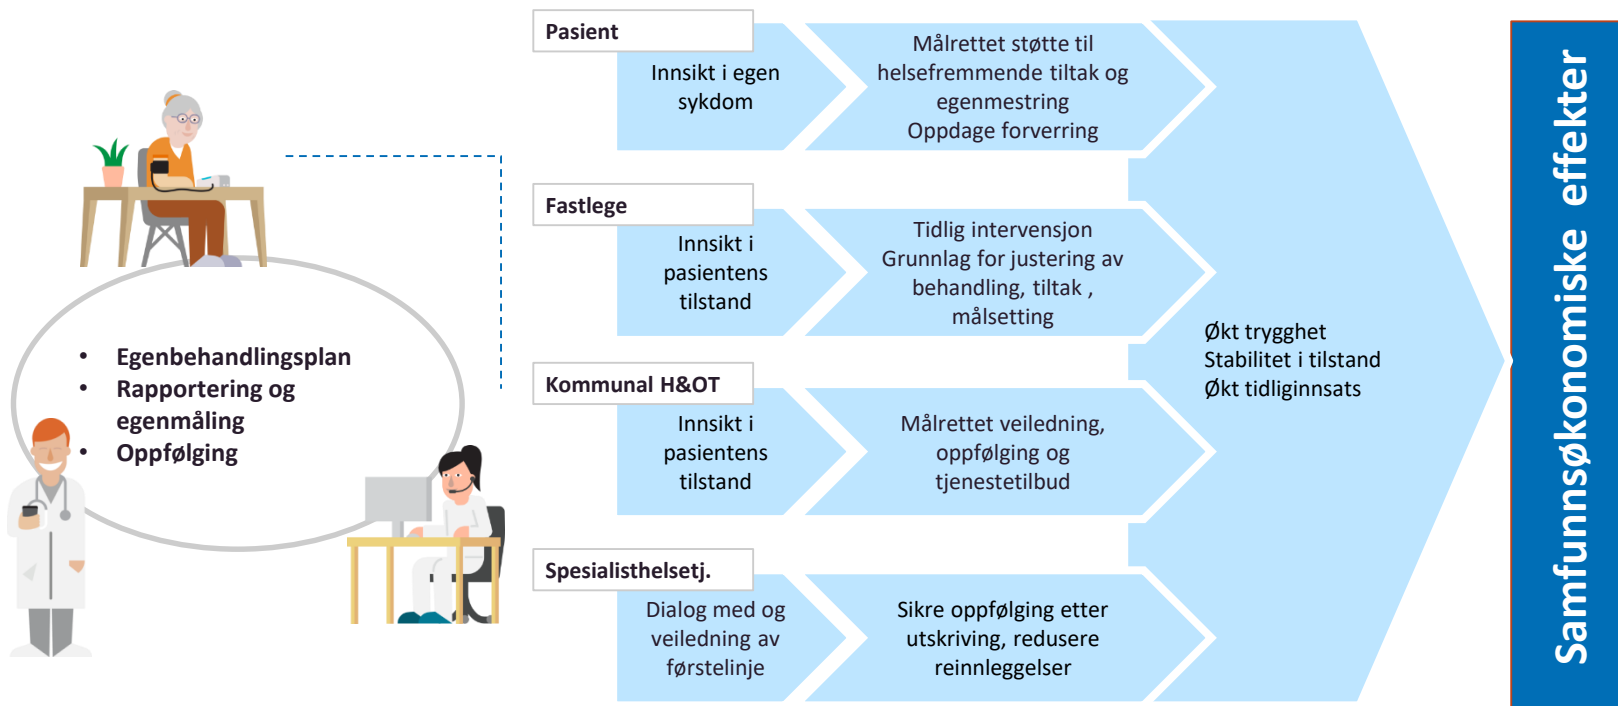 • Egenbehandlingsplan
• Rapportering og
egenmåling
• Oppfølging
Pasient
Innsikt i egen
sykdom
Målrettet støtte til
helsefremmende tiltak og
egenmestring
Oppdage forverring
Fastlege
Innsikt i
pasientens
tilstand
Tidlig intervensjon
Grunnlag for justering av
behandling, tiltak ,
målsetting
Kommunal H&OT
Innsikt i
pasientens
tilstand
Målrettet veiledning,
oppfølging og
tjenestetilbud
Spesialisthelsetj.
Dialog med og
veiledning av
førstelinje
Sikre oppfølging etter
utskriving, redusere
reinnleggelser
Økt trygghet
Stabilitet i tilstand
Økt tidliginnsats
Samfunnsøkonomiske effekter